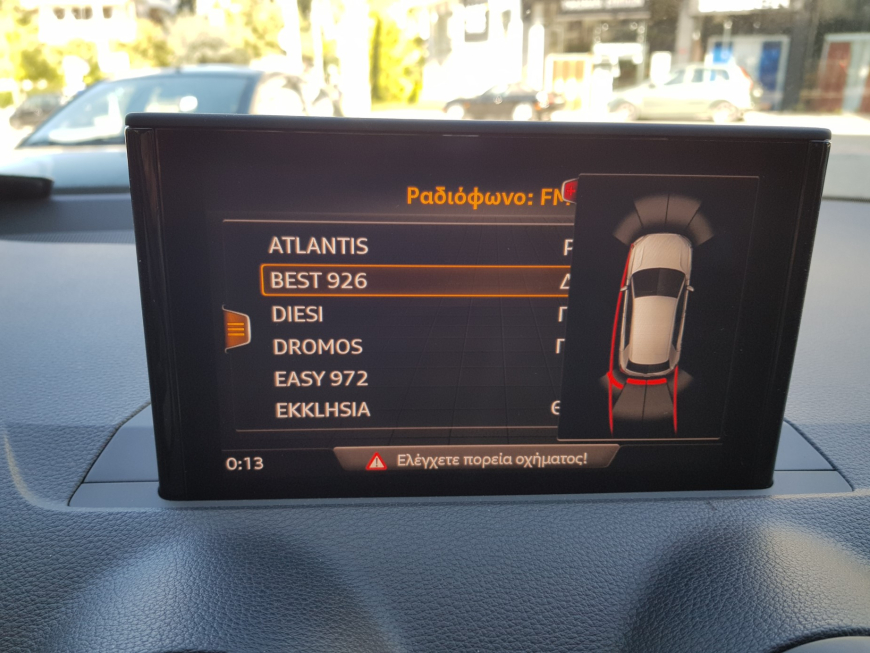 Ραδιόφωνο: FM
ATLANTIS Ρ
BEST 926 Δ
DIESI Π
DROMOS Π
EASY 972
EKKLHSIA Θ
0:13
Ελέγχετε πορεία οχήματος!